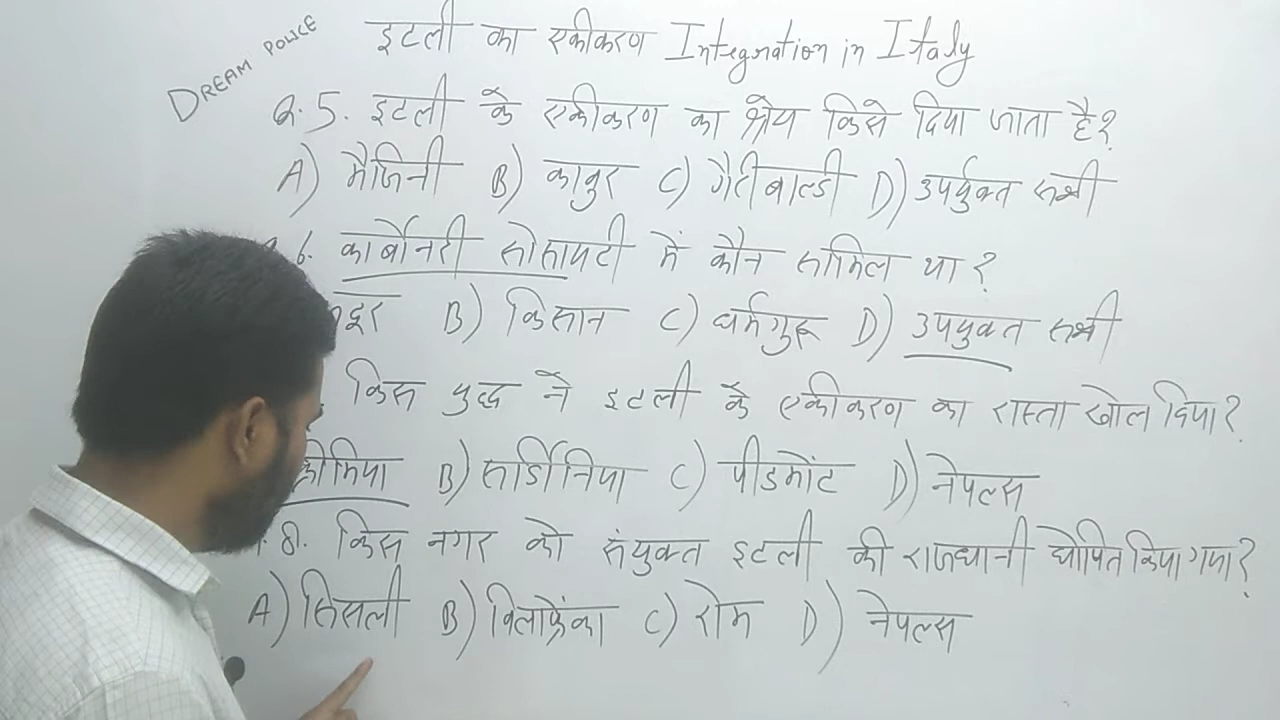 DREAM POLICE
इटली का एकीकरण Integration in Italy
Q.5. इटली के एकीकरण का श्रेय किसे दिया जाता है?
A) मैजिनी B) कावुर C) गैरीबाल्डी D) उपर्युक्त सभी
6. कार्बोनरी सोसायटी में कौन सामिल था?
B) किसान C) धर्मगुरू D) उपयुक्त सभी
किस युद्ध ने इटली के एकीकरण का रास्ता खोल दिया?
क्रीमिया B) सार्डिनिया C) पीडमोंट D) नेपल्स
8. किस नगर को संयुक्त इटली की राजधानी घोषित किया गया?
A) सिसली B) विलाफ्रेंका C) रोम D) नेपल्स